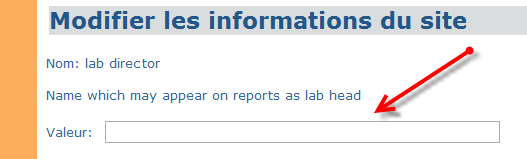 Modifier les informations du site
Nom: lab director
Name which may appear on reports as lab head
Valeur: